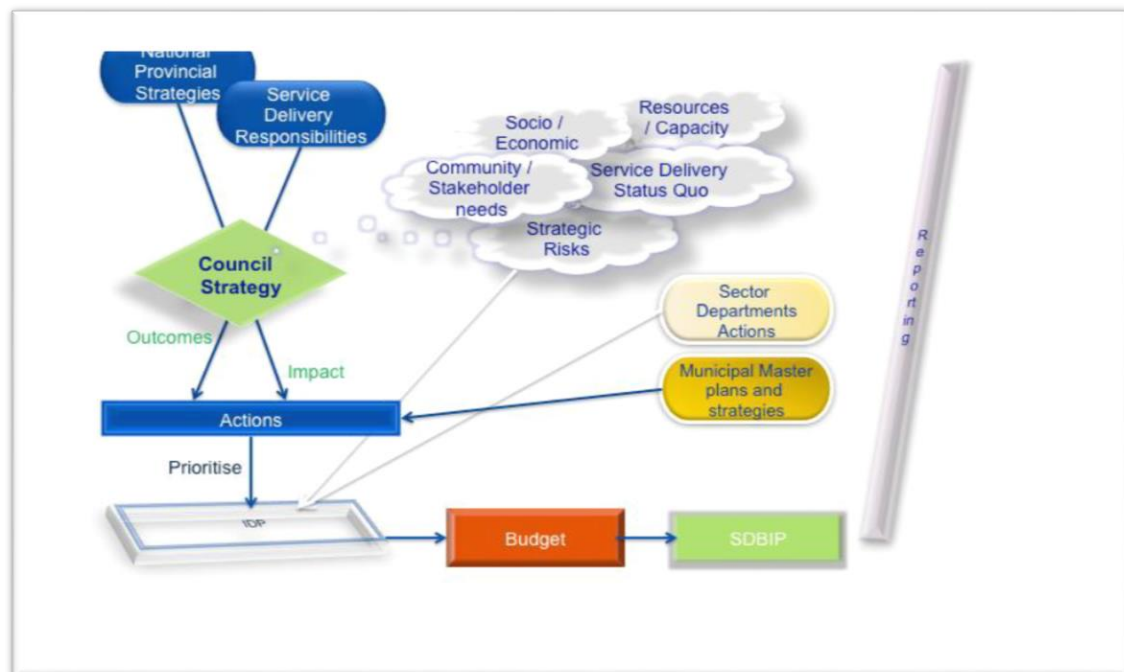 National
Provincial
Strategies
Service
Delivery
Responsibilities
Socio /
Economic
Resources
/ Capacity
Community /
Stakeholder
needs
Service Delivery
Status Quo
Strategic
Risks
Council
Strategy
Outcomes
Impact
Sector
Departments
Actions
Municipal Master
plans and
strategies
Actions
Prioritise
IDP
Budget
SDBIP
Reporting